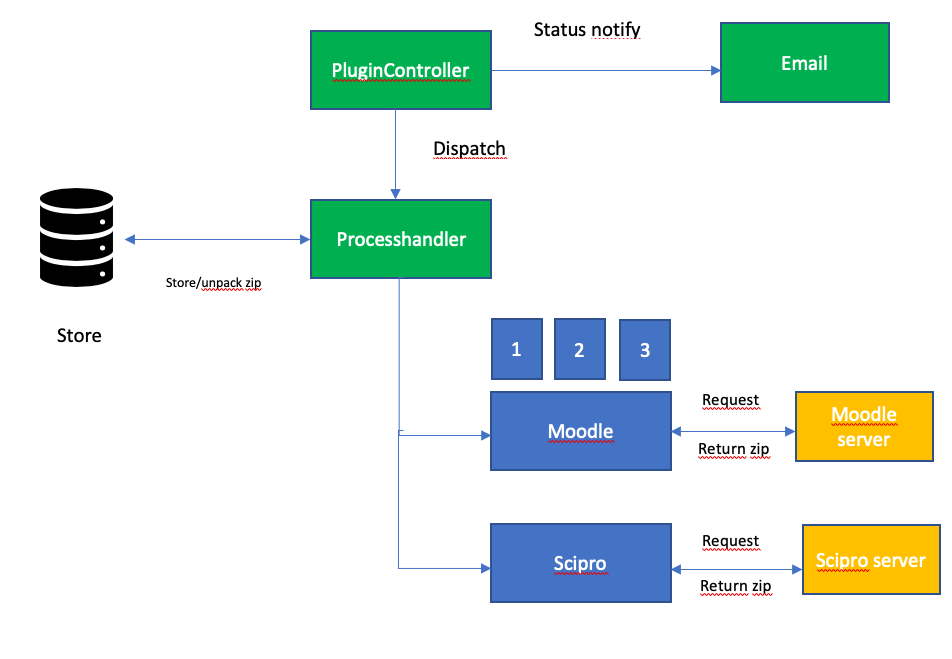 Status notify
PluginController
Email
Dispatch
Processhandler
Store/unpack zip
Store
1
2
3
Moodle
Request
Return zip
Moodle
server
Scipro
Request
Return zip
Scipro server